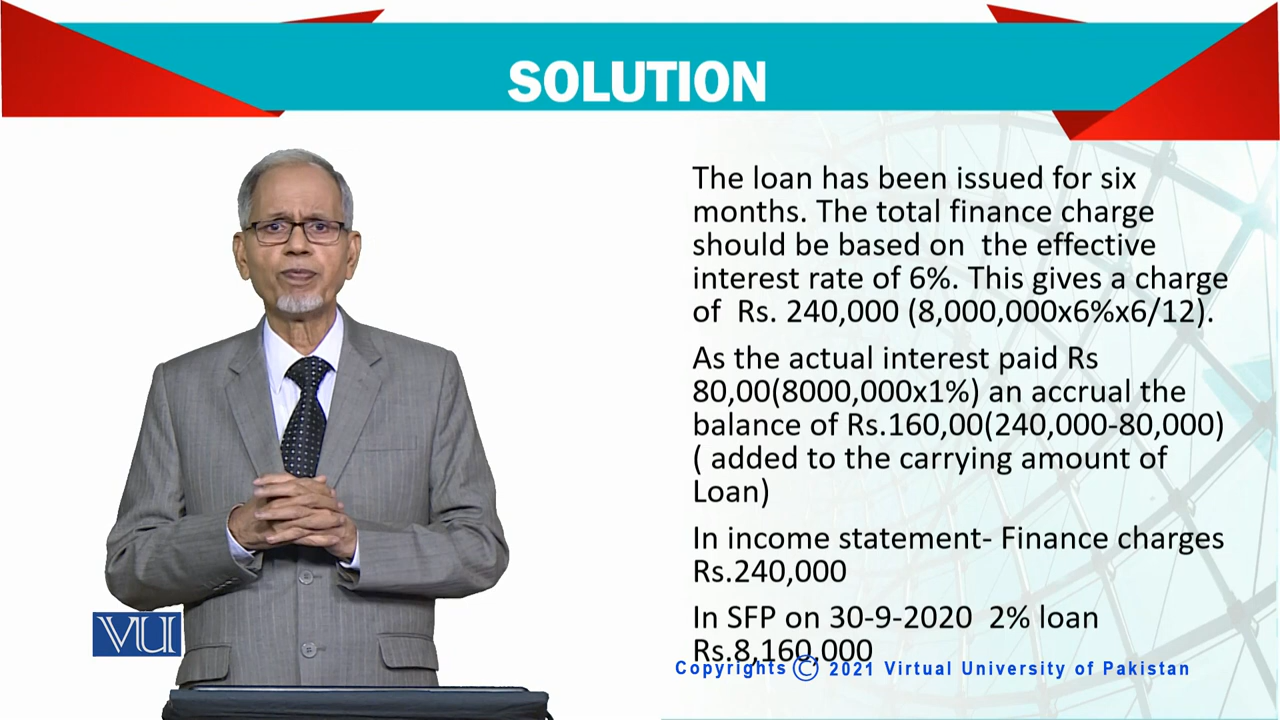 SOLUTION
The loan has been issued for six
months. The total finance charge
should be based on the effective
interest rate of 6%. This gives a charge
of Rs. 240,000 (8,000,000x6%x6/12).
As the actual interest paid Rs
80,00(8000,000x1%) an accrual the
balance of Rs.160,00(240,000-80,000)
( added to the carrying amount of
Loan)
In income statement- Finance charges
Rs.240,000
In SFP on 30-9-2020 2% loan
Rs.8,160,000
VU
Copyrights © 2021 Virtual University of Pakistan